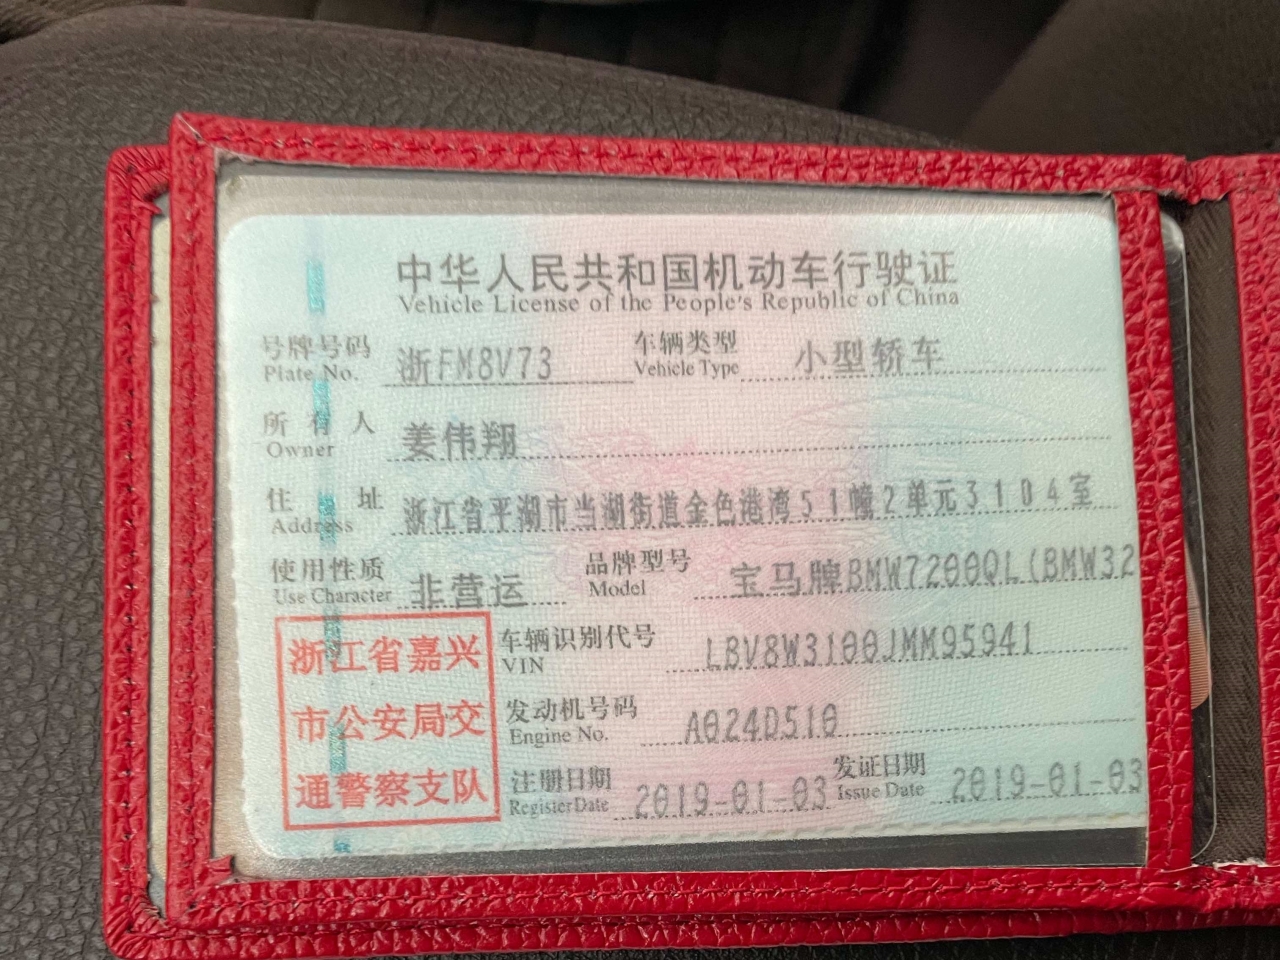 中华人民共和国机动车行驶证
Vehicle License of the People's Republic of China
号牌号码 浙FM8V73 车辆类型 小型轿车
Plate No. Vehicle Type
所有人 姜伟翔
Owner
住址 浙江省平湖市当湖街道金色港湾51幢2单元3104室
Address
使用性质 非营运 品牌型号 宝马牌BMW7200QL(BMW32
Use Character Model
浙江省嘉兴
市公安局交
通警察支队
车辆识别代号 LBV8W3100JMM95941
VIN
发动机号码 A024D510
Engine No.
注册日期 2019-01-03 发证日期 2019-01-03
Register Date Issue Date